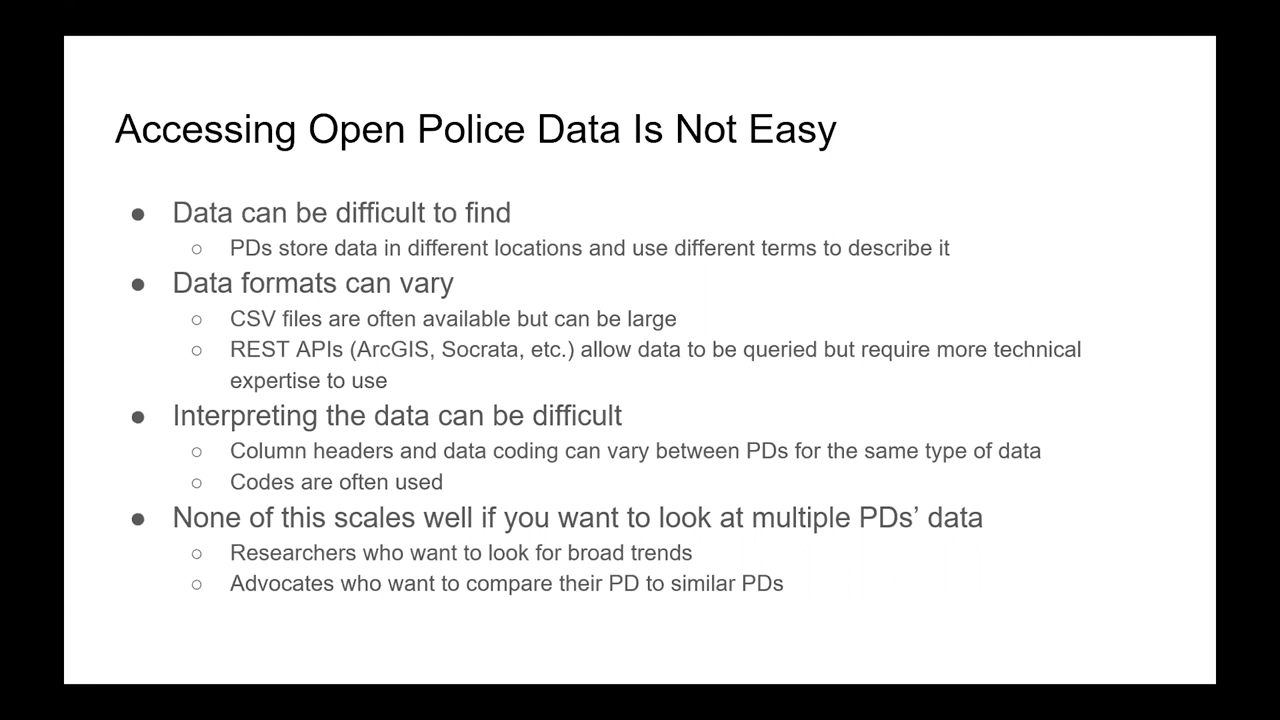 Accessing Open Police Data Is Not Easy
● Data can be difficult to find
○ PDs store data in different locations and use different terms to describe it
● Data formats can vary
○ CSV files are often available but can be large
○ REST APIs (ArcGIS, Socrata, etc.) allow data to be queried but require more technical
expertise to use
● Interpreting the data can be difficult
○ Column headers and data coding can vary between PDs for the same type of data
○ Codes are often used
● None of this scales well if you want to look at multiple PDs’ data
○ Researchers who want to look for broad trends
○ Advocates who want to compare their PD to similar PDs